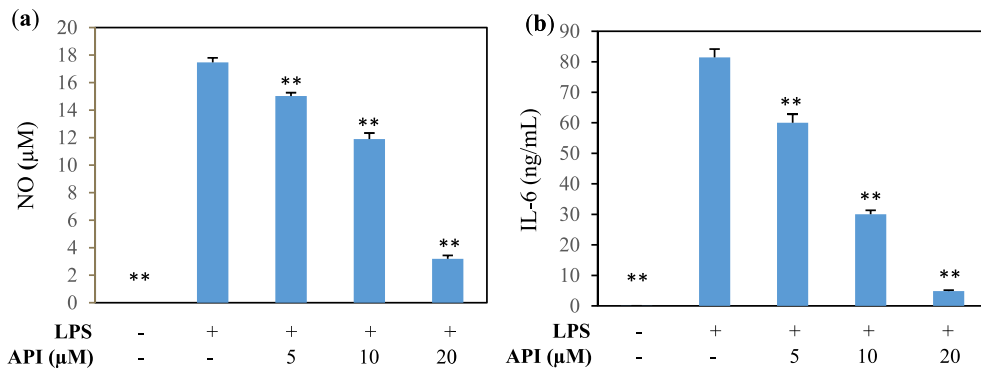 (a)
NO (μM)
20
18
16
14
12
10
8
6
4
2
0
** ** ** **
LPS - + + + +
API (μM) - - 5 10 20
(b)
IL-6 (ng/mL)
90
80
70
60
50
40
30
20
10
0
** ** ** **
LPS - + + + +
API (μM) - - 5 10 20